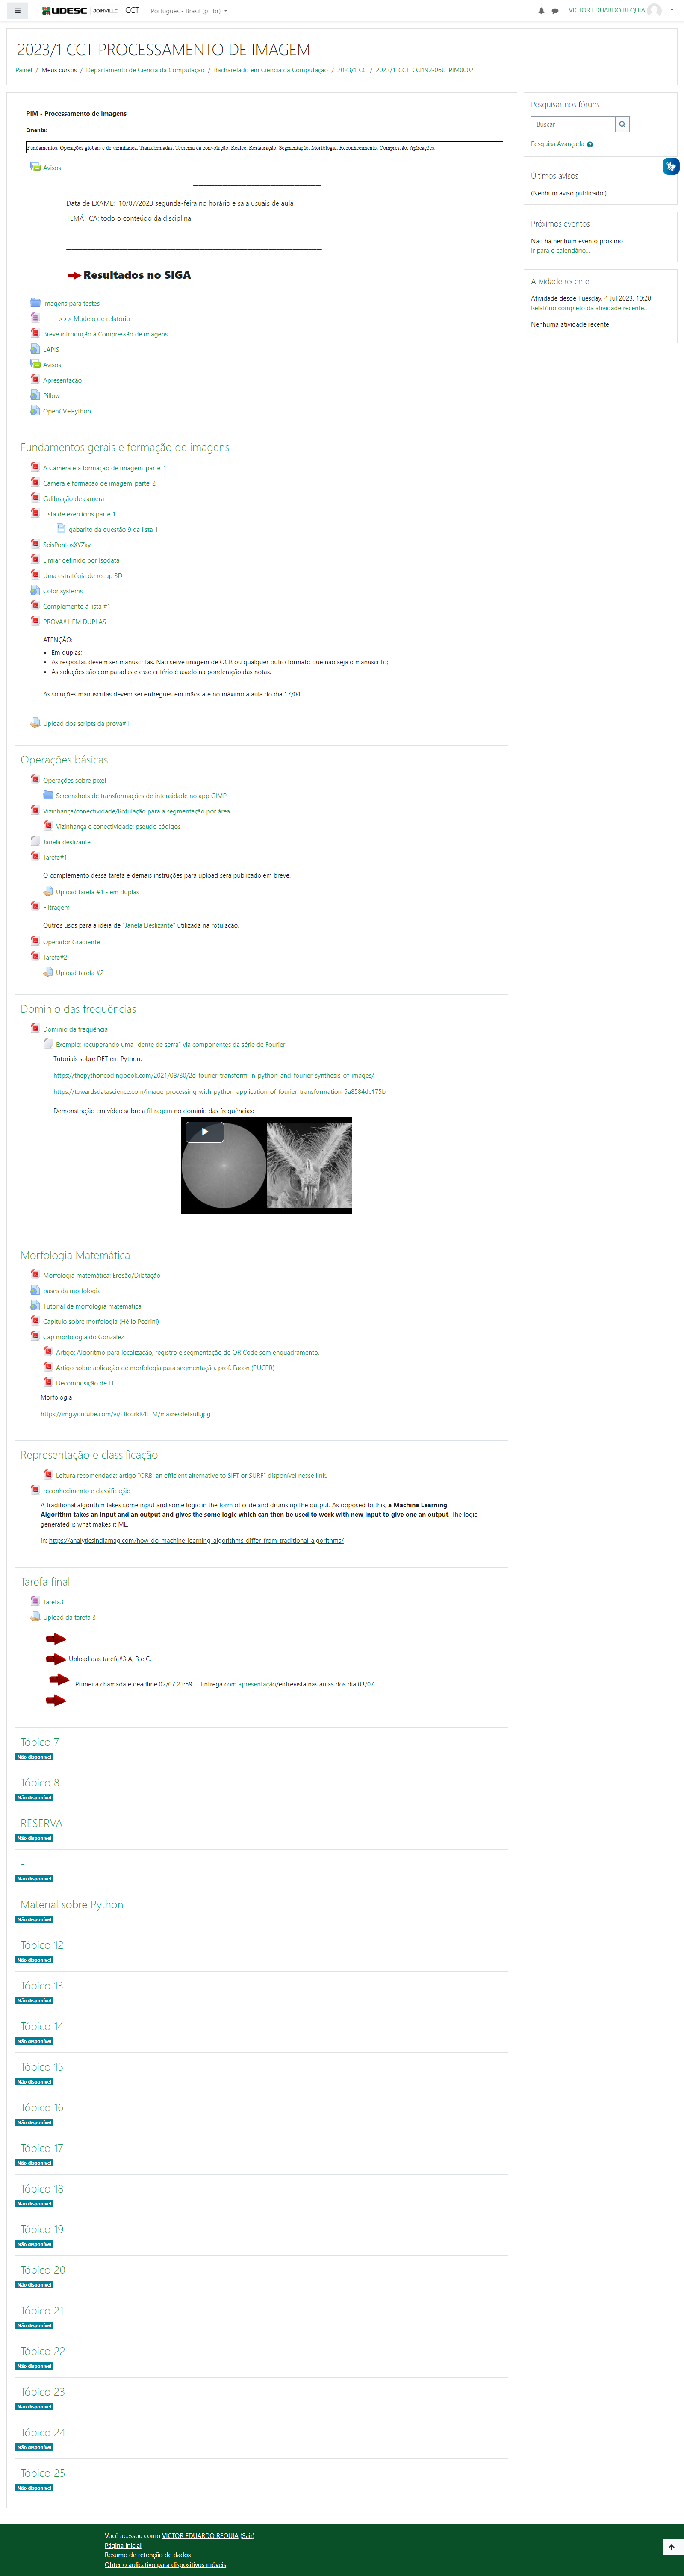 UDESC JOINVILLE CCT Português - Brasil (pt_br) VICTOR EDUARDO REQUIA
2023/1 CCT PROCESSAMENTO DE IMAGEM
Painel / Meus cursos / Departamento de Ciência da Computação / Bacharelado em Ciência da Computação / 2023/1 CC / 2023/1_CCT_CCI192-06U_PIM0002
PIM - Processamento de Imagens
Ementa:
Fundamentos. Operações globais e de vizinhança. Transformadas. Teorema da convolução. Realce. Restauração. Segmentação. Morfologia. Reconhecimento. Compressão. Aplicações.
Avisos
Data de EXAME: 10/07/2023 segunda-feira no horário e sala usuais de aula
TEMÁTICA: todo o conteúdo da disciplina.
Resultados no SIGA
Imagens para testes
------>>> Modelo de relatório
Breve introdução à Compressão de imagens
LAPIS
Avisos
Apresentação
Pillow
OpenCV+Python
Fundamentos gerais e formação de imagens
A Câmera e a formação de imagem_parte_1
Camera e formacao de imagem_parte_2
Calibração de camera
Lista de exercícios parte 1
gabarito da questão 9 da lista 1
SeisPontosXYZxy
Limiar definido por Isodata
Uma estratégia de recup 3D
Color systems
Complemento à lista #1
PROVA#1 EM DUPLAS
ATENÇÃO:
Em duplas;
As respostas devem ser manuscritas. Não serve imagem de OCR ou qualquer outro formato que não seja o manuscrito;
As soluções são comparadas e esse critério é usado na ponderação das notas.
As soluções manuscritas devem ser entregues em mãos até no máximo a aula do dia 17/04.
Upload dos scripts da prova#1
Operações básicas
Operações sobre pixel
Screenshots de transformações de intensidade no app GIMP
Vizinhança/conectividade/Rotulação para a segmentação por área
Vizinhança e conectividade: pseudo códigos
Janela deslizante
Tarefa#1
O complemento dessa tarefa e demais instruções para upload será publicado em breve.
Upload tarefa #1 - em duplas
Filtragem
Outros usos para a ideia de "Janela Deslizante" utilizada na rotulação.
Operador Gradiente
Tarefa#2
Upload tarefa #2
Domínio das frequências
Dominio da frequência
Exemplo: recuperando uma "dente de serra" via componentes da série de Fourier.
Tutoriais sobre DFT em Python:
https://thepythoncodingbook.com/2021/08/30/2d-fourier-transform-in-python-and-fourier-synthesis-of-images/
https://towardsdatascience.com/image-processing-with-python-application-of-fourier-transformation-5a8584dc175b
Demonstração em vídeo sobre a filtragem no domínio das frequências:
Morfologia Matemática
Morfologia matemática: Erosão/Dilatação
bases da morfologia
Tutorial de morfologia matemática
Capítulo sobre morfologia (Hélio Pedrini)
Cap morfologia do Gonzalez
Artigo: Algoritmo para localização, registro e segmentação de QR Code sem enquadramento.
Artigo sobre aplicação de morfologia para segmentação. prof. Facon (PUCPR)
Decomposição de EE
Morfologia
https://img.youtube.com/vi/E8cqrkK4L_M/maxresdefault.jpg
Representação e classificação
Leitura recomendada: artigo "ORB: an efficient alternative to SIFT or SURF" disponível nesse link.
reconhecimento e classificação
A traditional algorithm takes some input and some logic in the form of code and drums up the output. As opposed to this, a Machine Learning
Algorithm takes an input and an output and gives the some logic which can then be used to work with new input to give one an output. The logic
generated is what makes it ML.
in: https://analyticsindiamag.com/how-do-machine-learning-algorithms-differ-from-traditional-algorithms/
Tarefa final
Tarefa3
Upload da tarefa 3
Upload das tarefa#3 A, B e C.
Primeira chamada e deadline 02/07 23:59 Entrega com apresentação/entrevista nas aulas dos dia 03/07.
Tópico 7
Não disponível
Tópico 8
Não disponível
RESERVA
Não disponível
-
Não disponível
Material sobre Python
Não disponível
Tópico 12
Não disponível
Tópico 13
Não disponível
Tópico 14
Não disponível
Tópico 15
Não disponível
Tópico 16
Não disponível
Tópico 17
Não disponível
Tópico 18
Não disponível
Tópico 19
Não disponível
Tópico 20
Não disponível
Tópico 21
Não disponível
Tópico 22
Não disponível
Tópico 23
Não disponível
Tópico 24
Não disponível
Tópico 25
Não disponível
Pesquisar nos fóruns
Buscar
Pesquisa Avançada
Últimos avisos
(Nenhum aviso publicado.)
Próximos eventos
Não há nenhum evento próximo
Ir para o calendário...
Atividade recente
Atividade desde Tuesday, 4 Jul 2023, 10:28
Relatório completo da atividade recente..
Nenhuma atividade recente
Você acessou como VICTOR EDUARDO REQUIA (Sair)
Página inicial
Resumo de retenção de dados
Obter o aplicativo para dispositivos móveis